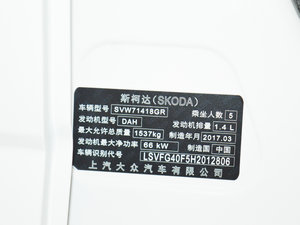 斯柯达(SKODA)
车辆型号 SVW71418GR 乘坐人数 5
发动机型号 DAH 发动机排量 1.4 L
最大允许总质量 1537kg 制造年月 2017.03
发动机最大净功率 66 kW 制造国 中国
车辆识别代号 LSVFG40F5H2012806
上汽大众汽车有限公司